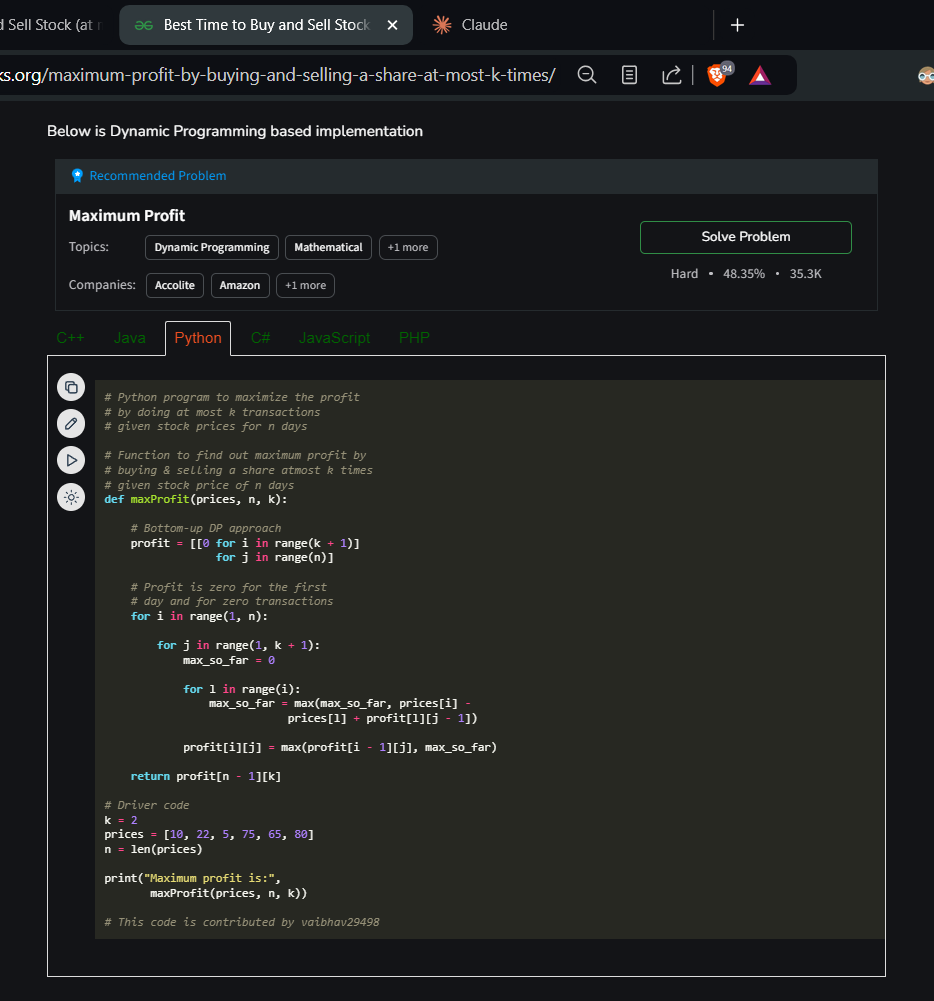 d Sell Stock (at
Best Time to Buy and Sell Stock
Claude
ks.org/maximum-profit-by-buying-and-selling-a-share-at-most-k-times/
94
Below is Dynamic Programming based implementation
Recommended Problem
Maximum Profit
Topics:
Dynamic Programming
Mathematical
+1 more
Solve Problem
Hard • 48.35% • 35.3K
Companies:
Accolite
Amazon
+1 more
C++ Java Python C# JavaScript PHP
# Python program to maximize the profit
# by doing at most k transactions
# given stock prices for n days
# Function to find out maximum profit by
# buying & selling a share atmost k times
# given stock price of n days
def maxProfit(prices, n, k):
    # Bottom-up DP approach
    profit = [[0 for i in range(k + 1)]
                 for j in range(n)]
    # Profit is zero for the first
    # day and for zero transactions
    for i in range(1, n):
        for j in range(1, k + 1):
            max_so_far = 0
            for l in range(i):
                max_so_far = max(max_so_far, prices[i] -
                            prices[l] + profit[l][j - 1])
            profit[i][j] = max(profit[i - 1][j], max_so_far)
    return profit[n - 1][k]
# Driver code
k = 2
prices = [10, 22, 5, 75, 65, 80]
n = len(prices)
print("Maximum profit is:",
       maxProfit(prices, n, k))
# This code is contributed by vaibhav29498